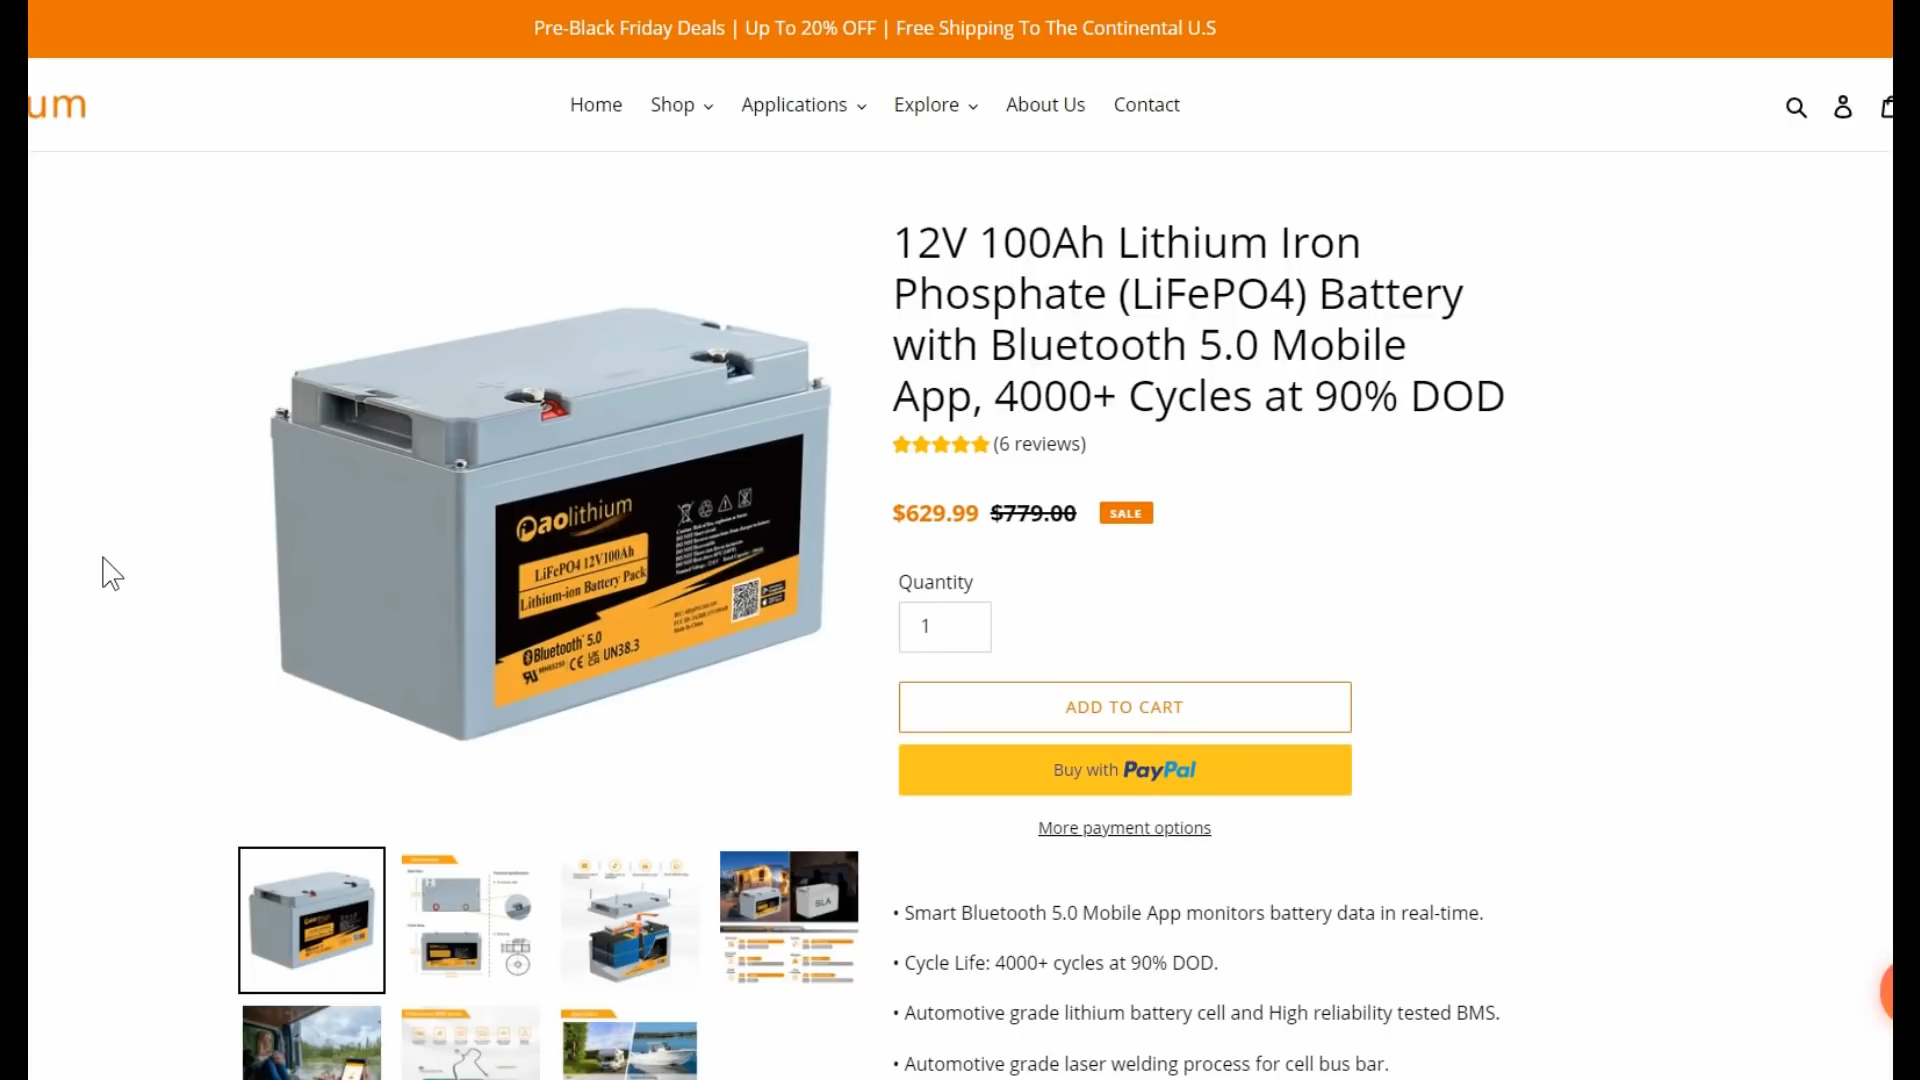 Pre-Black Friday Deals | Up To 20% OFF | Free Shipping To The Continental U.S
um
Home Shop Applications Explore About Us Contact
12V 100Ah Lithium Iron
Phosphate (LiFePO4) Battery
with Bluetooth 5.0 Mobile
App, 4000+ Cycles at 90% DOD
(6 reviews)
$629.99 $779.00 SALE
Quantity
1
ADD TO CART
Buy with PayPal
More payment options
• Smart Bluetooth 5.0 Mobile App monitors battery data in real-time.
• Cycle Life: 4000+ cycles at 90% DOD.
• Automotive grade lithium battery cell and High reliability tested BMS.
• Automotive grade laser welding process for cell bus bar.
aolithium
LiFePO4 12V100Ah
Lithium-ion Battery Pack
Bluetooth® 5.0
CE UK CA UN38.3
SLA